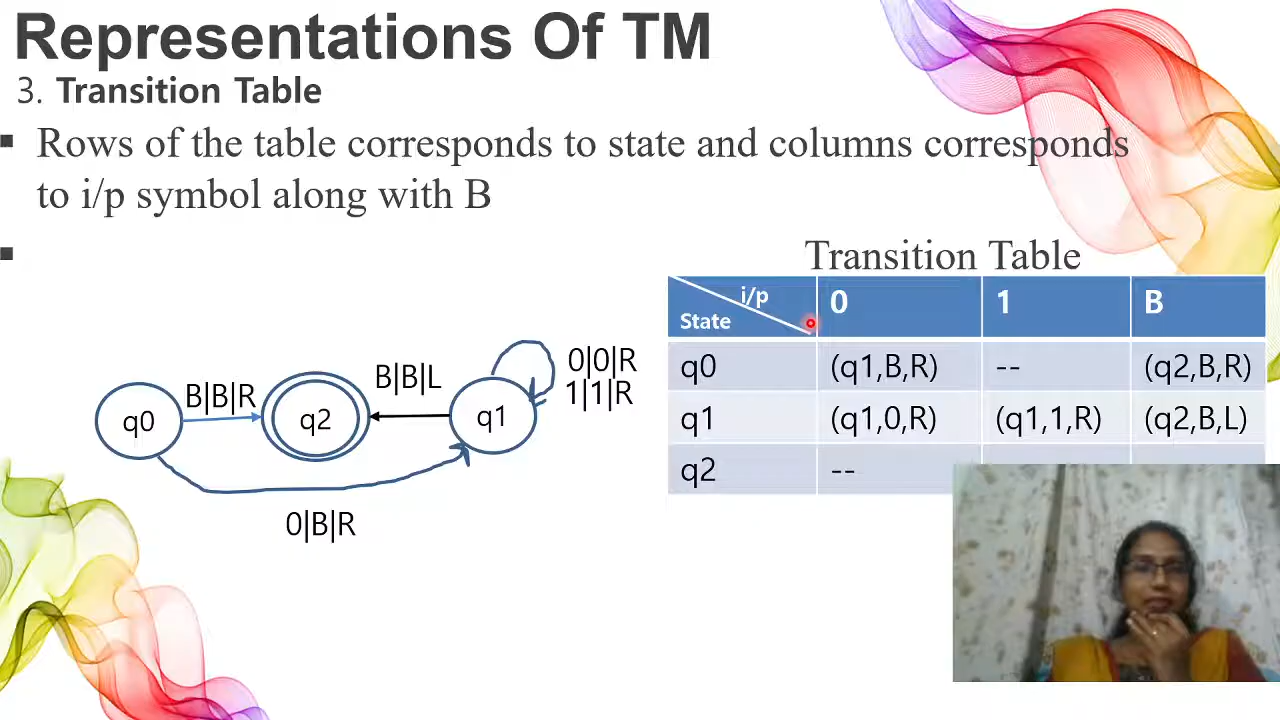 Representations Of TM
3. Transition Table
▪ Rows of the table corresponds to state and columns corresponds
to i/p symbol along with B
▪
Transition Table
i/p
State
0 1 B
q0 (q1,B,R) -- (q2,B,R)
q1 (q1,0,R) (q1,1,R) (q2,B,L)
q2 --
0|0|R
1|1|R
B|B|R
B|B|L
q0
q2
q1
0|B|R